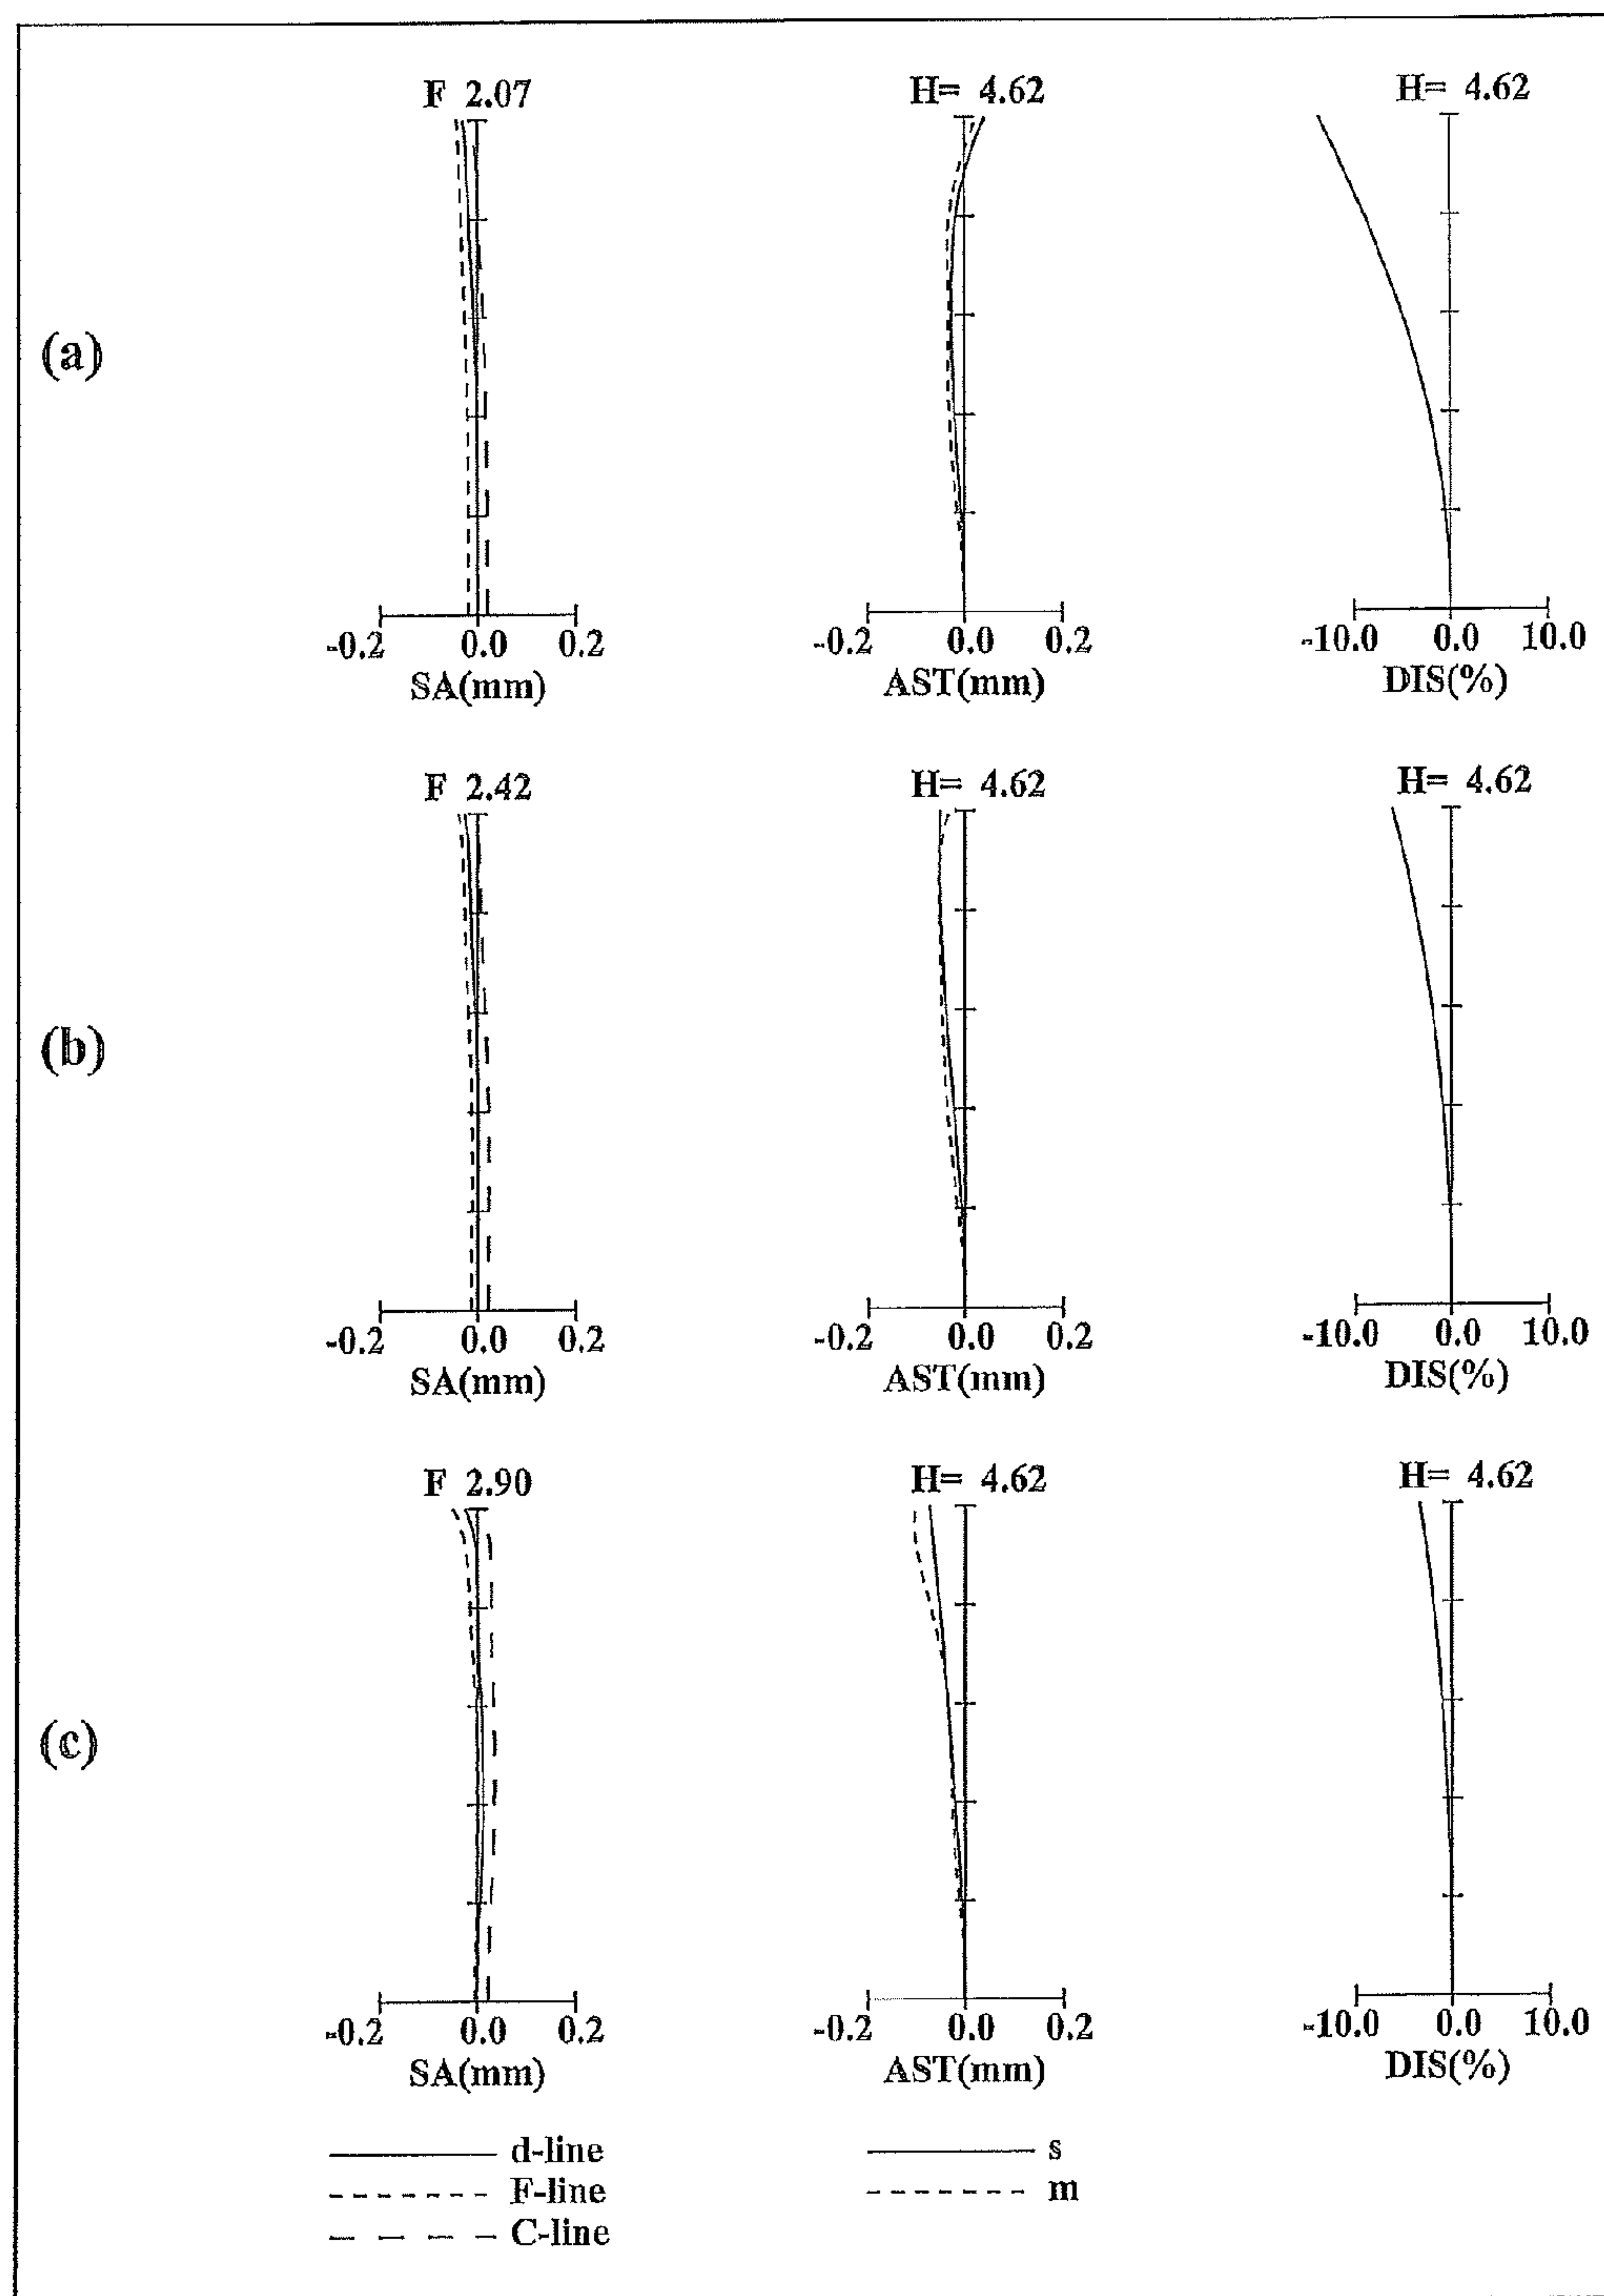 F 2.07 H= 4.62 H= 4.62
(a)
-0.2 0.0 0.2 -0.2 0.0 0.2 -10.0 0.0 10.0
SA(mm) AST(mm) DIS(%)
F 2.42 H= 4.62 H= 4.62
(b)
-0.2 0.0 0.2 -0.2 0.0 0.2 -10.0 0.0 10.0
SA(mm) AST(mm) DIS(%)
F 2.90 H= 4.62 H= 4.62
(c)
-0.2 0.0 0.2 -0.2 0.0 0.2 -10.0 0.0 10.0
SA(mm) AST(mm) DIS(%)
d-line s
F-line m
C-line